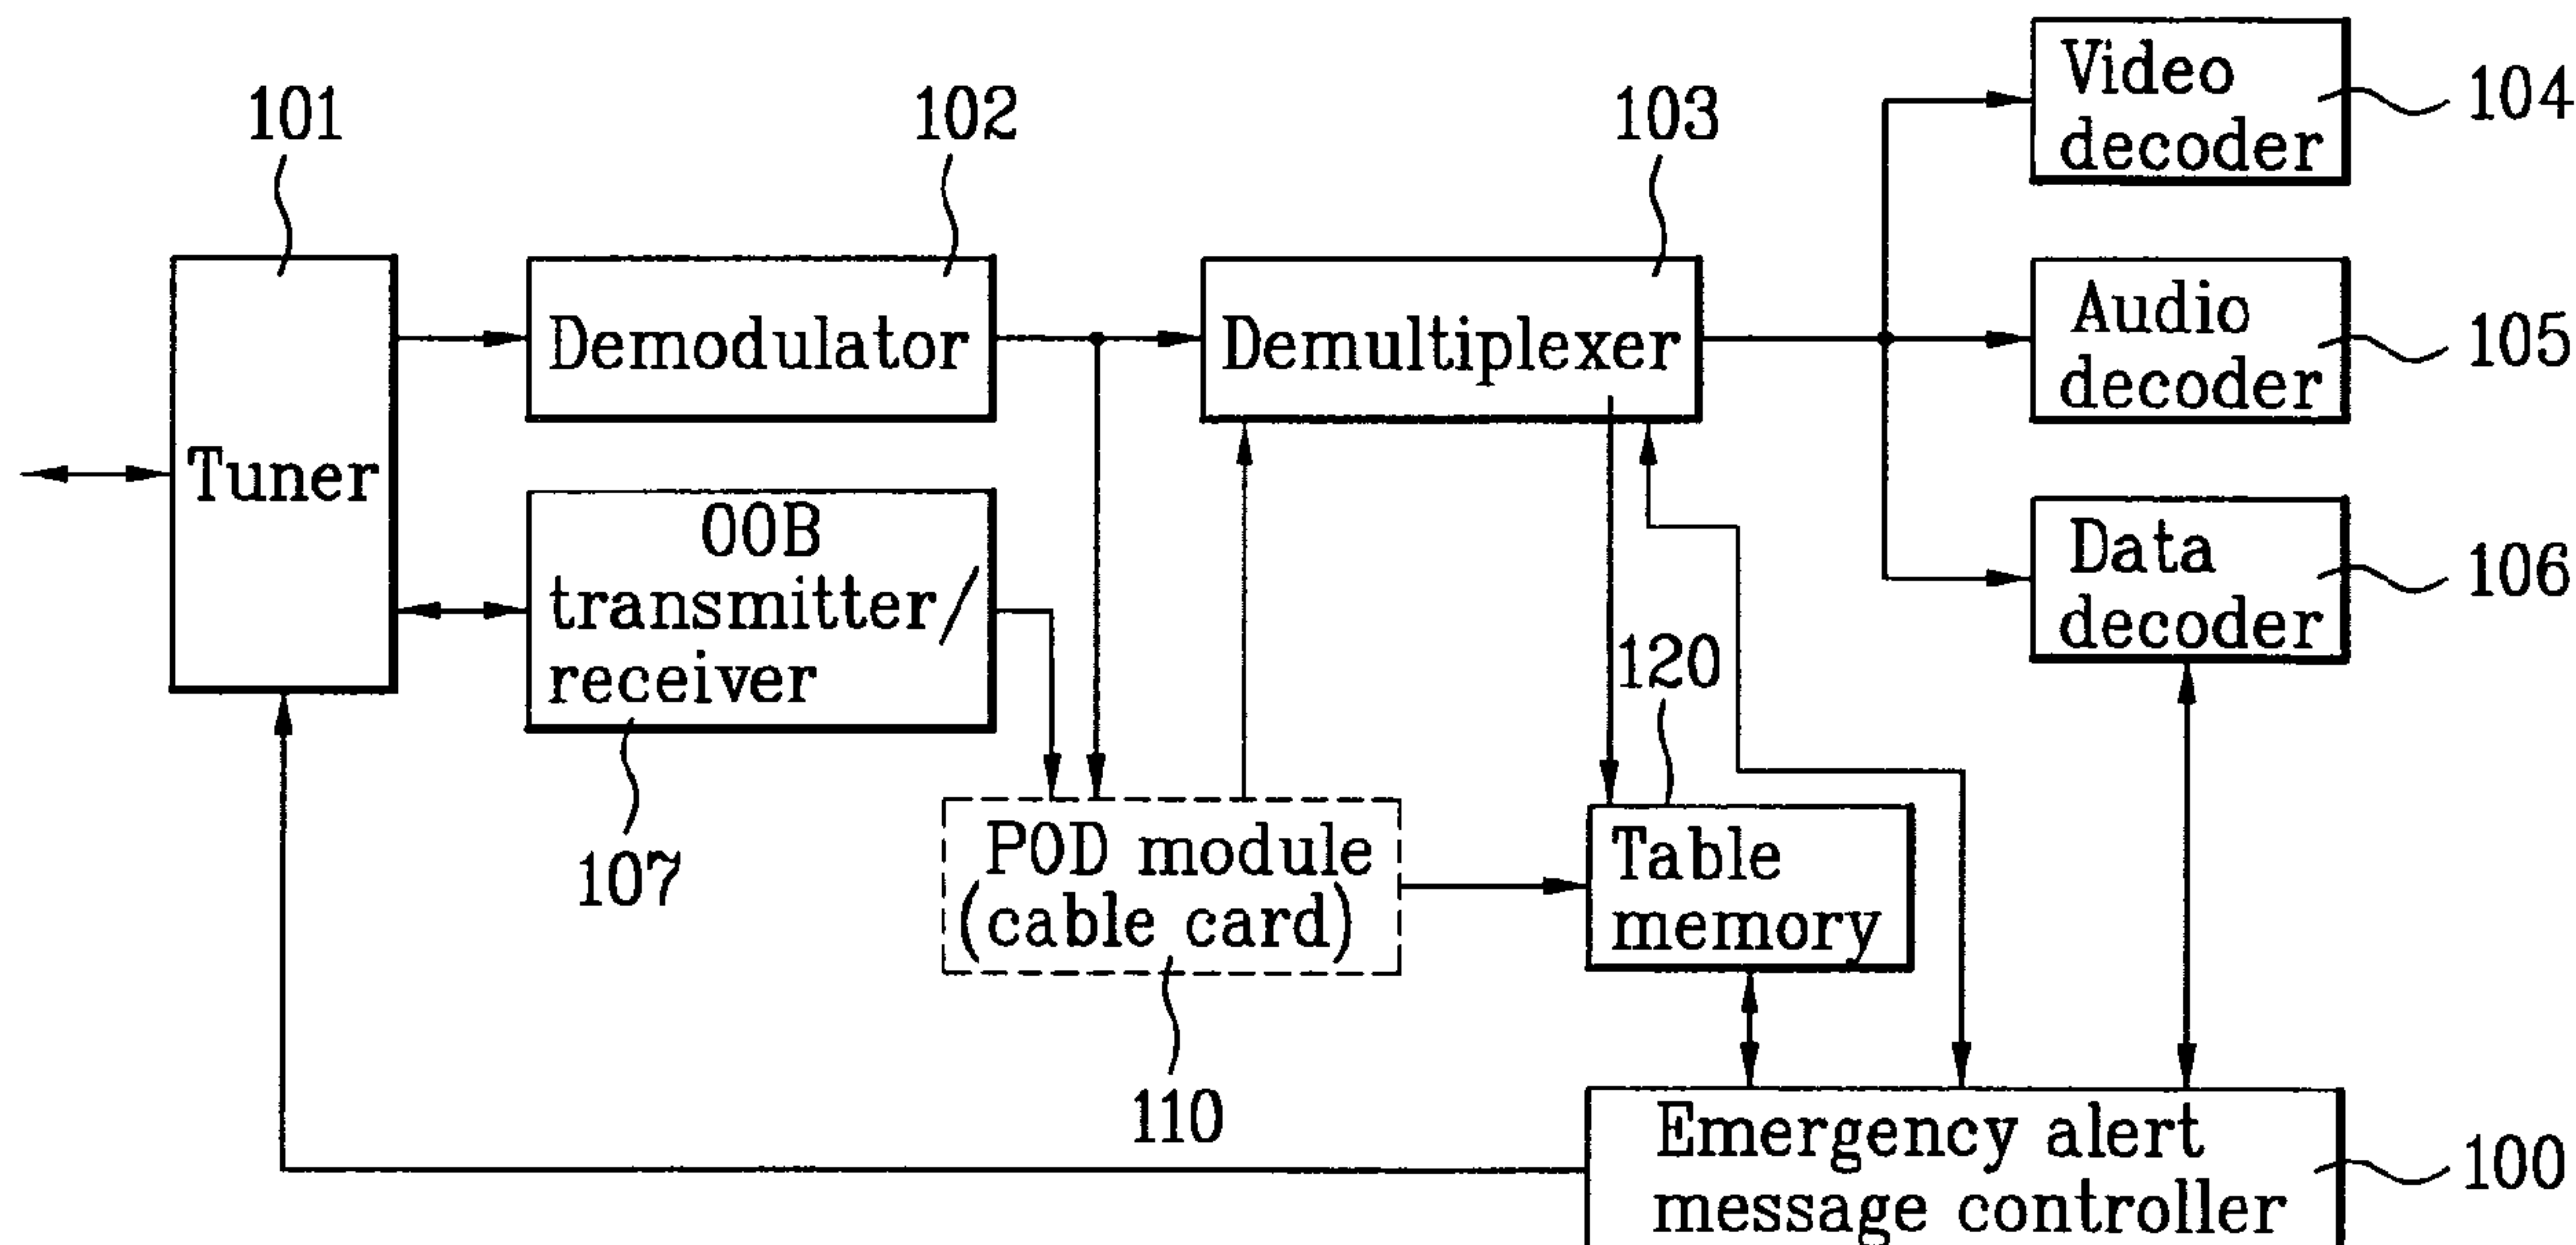 101
102
103
Video
decoder
104
Demodulator
Demultiplexer
Audio
decoder
105
Tuner
OOB
transmitter/
receiver
107
Data
decoder
106
120
POD module
(cable card)
110
Table
memory
Emergency alert
message controller
100